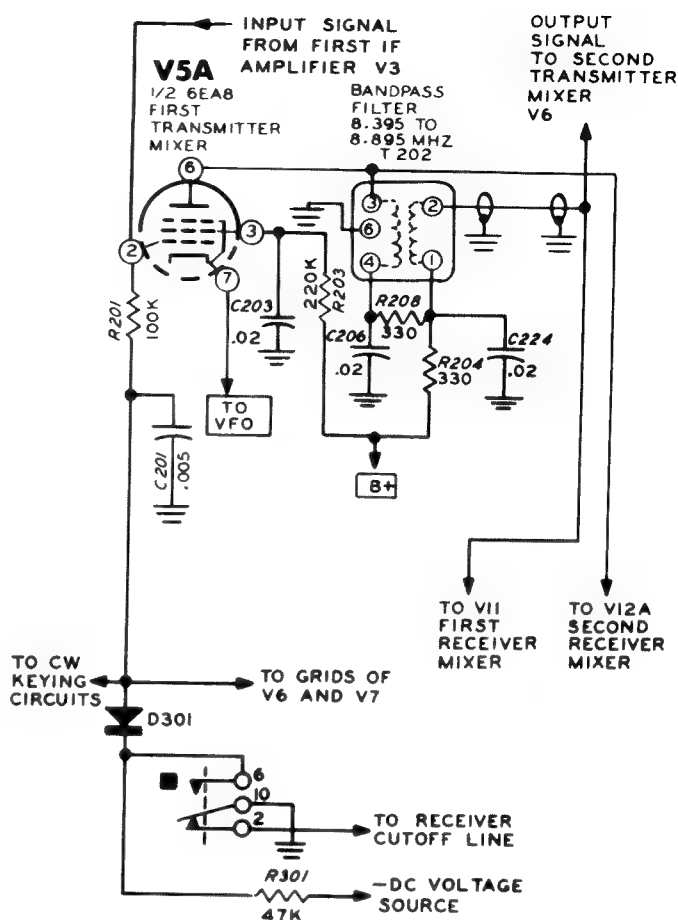 INPUT SIGNAL
FROM FIRST IF
AMPLIFIER V3
OUTPUT
SIGNAL
TO SECOND
TRANSMITTER
MIXER
V6
V5A
1/2 6EA8
FIRST
TRANSMITTER
MIXER
BANDPASS
FILTER
8.395 TO
8.895 MHZ
T 202
6
2
3
7
3
6
4
2
1
R201
100K
C203
.02
220K
R203
R208
330
C206
.02
R204
330
C224
.02
TO
VFO
C201
.005
B+
TO V11
FIRST
RECEIVER
MIXER
TO V12A
SECOND
RECEIVER
MIXER
TO CW
KEYING
CIRCUITS
TO GRIDS OF
V6 AND V7
D301
6
10
2
TO RECEIVER
CUTOFF LINE
R301
47K
-DC VOLTAGE
SOURCE